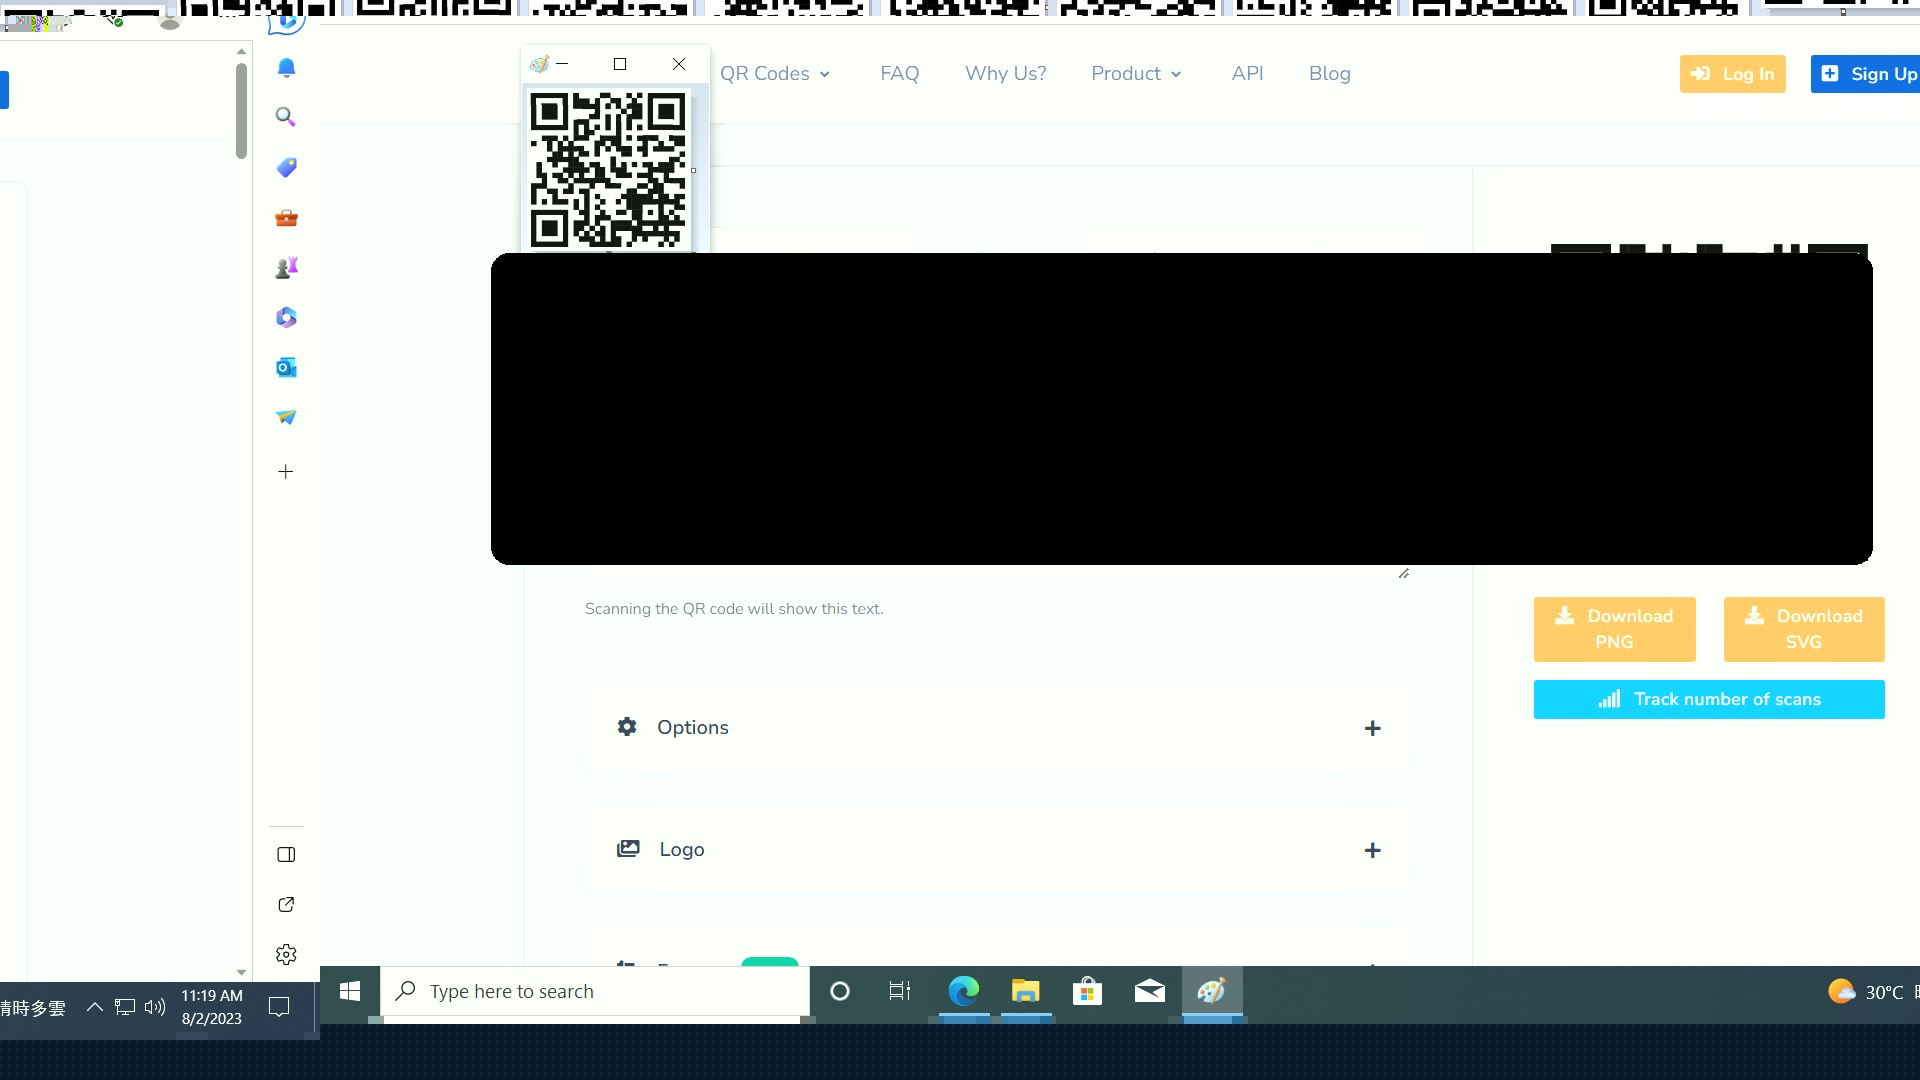 QR Codes
FAQ
Why Us?
Product
API
Blog
Log In
Sign Up
Scanning the QR code will show this text.
Download
PNG
Download
SVG
Track number of scans
Options
Logo
晴時多雲
11:19 AM
8/2/2023
Type here to search
30°C